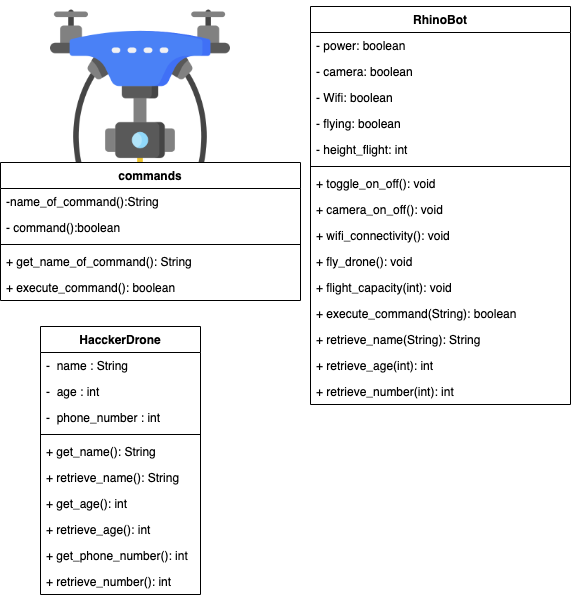 commands
-name_of_command():String
- command():boolean
+ get_name_of_command(): String
+ execute_command(): boolean
HacckerDrone
- name : String
- age : int
- phone_number : int
+ get_name(): String
+ retrieve_name(): String
+ get_age(): int
+ retrieve_age(): int
+ get_phone_number(): int
+ retrieve_number(): int
RhinoBot
- power: boolean
- camera: boolean
- Wifi: boolean
- flying: boolean
- height_flight: int
+ toggle_on_off(): void
+ camera_on_off(): void
+ wifi_connectivity(): void
+ fly_drone(): void
+ flight_capacity(int): void
+ execute_command(String): boolean
+ retrieve_name(String): String
+ retrieve_age(int): int
+ retrieve_number(int): int